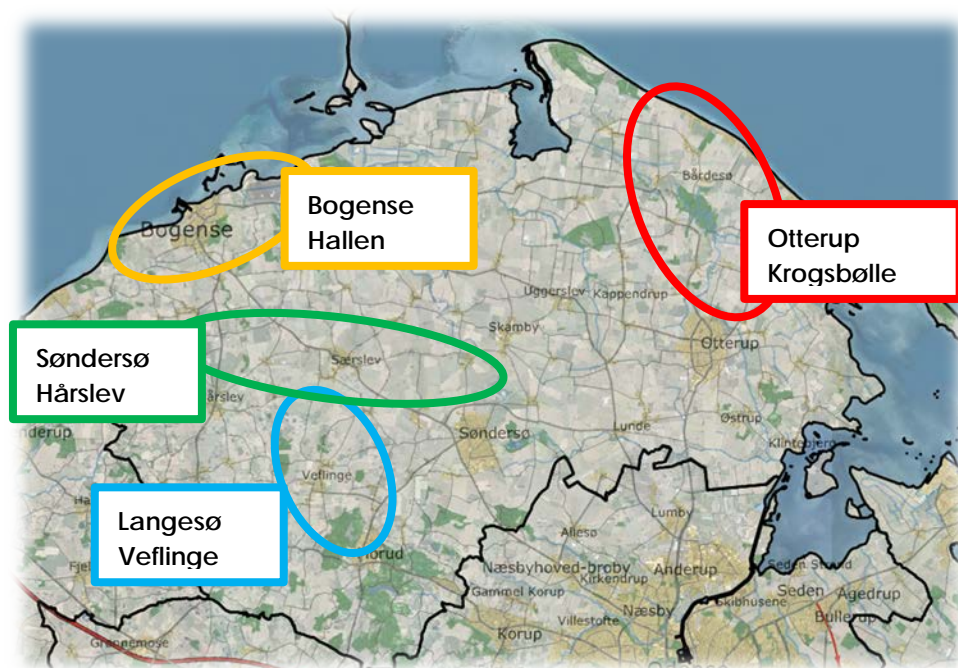 Bårdesø
Bogense
Hallen
Bogense
Otterup
Krogsbølle
Uggerslev
Kappendrup
Skamby
Otterup
Søndersø
Hårslev
Særslev
Østrup
Lunde
Søndersø
Klintebjerg
Veflinge
Langesø
Veflinge
Lumby
Allesø
Næsbyhoved-broby
Kirkendrup
Anderup
Seden Strand
Gammel Korup
Seden
Agedrup
Skibhusene
Næsby
Villestofte
Bullerup
Korup